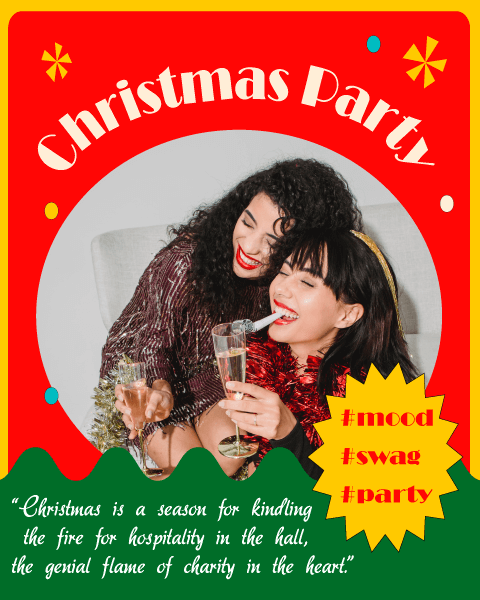 Christmas Party
#mood
#swag
#party
"Christmas is a season for kindling
the fire for hospitality in the hall,
the genial flame of charity in the heart."